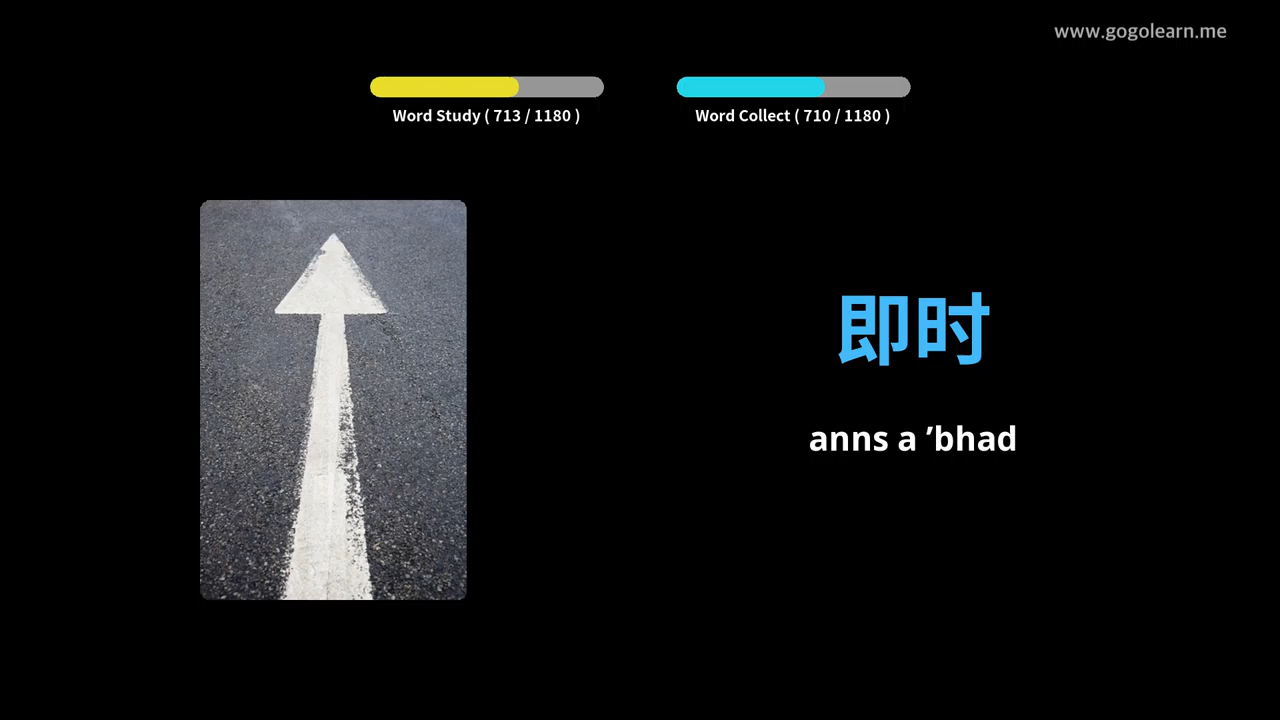 www.gogolearn.me
Word Study ( 713 / 1180 )
Word Collect ( 710 / 1180 )
即时
anns a ’bhad